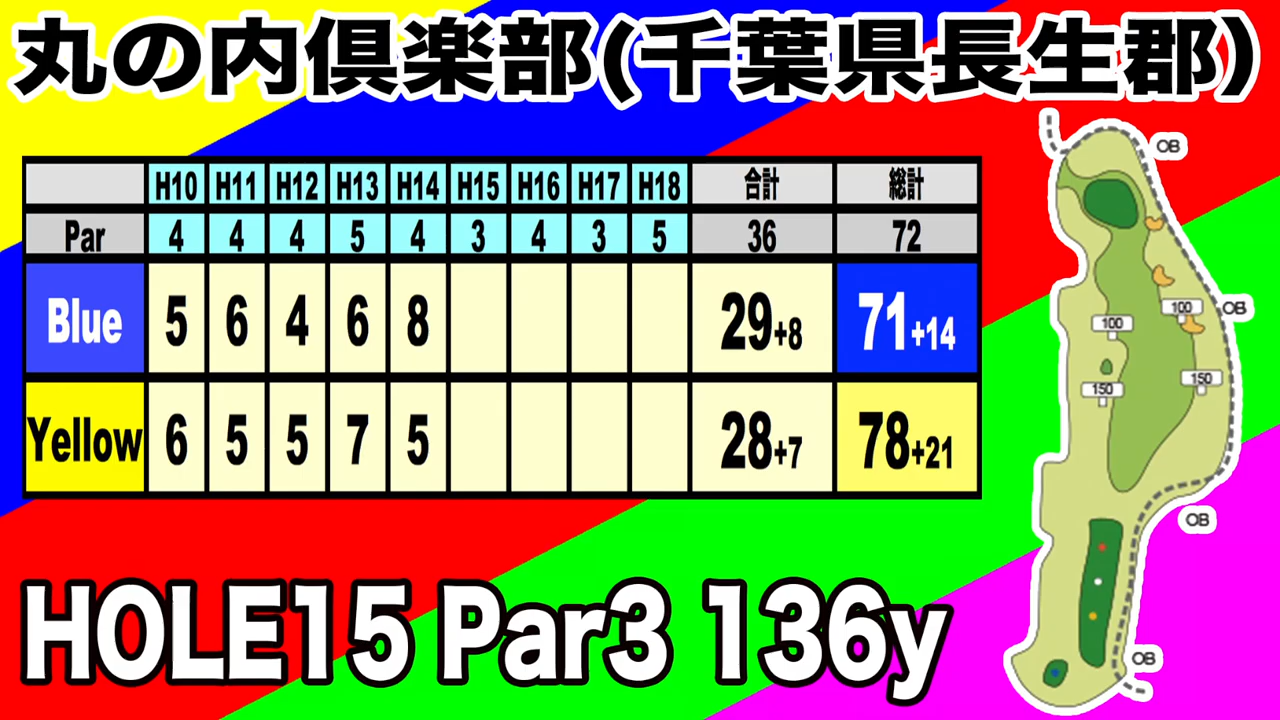 丸の内倶楽部(千葉県長生郡)
H10 H11 H12 H13 H14 H15 H16 H17 H18 合計 総計
Par 4 4 4 5 4 3 4 3 5 36 72
Blue 5 6 4 6 8 29+8 71+14
Yellow 6 5 5 7 5 28+7 78+21
HOLE15 Par3 136y
OB
100 OB
100
150
150
OB
OB